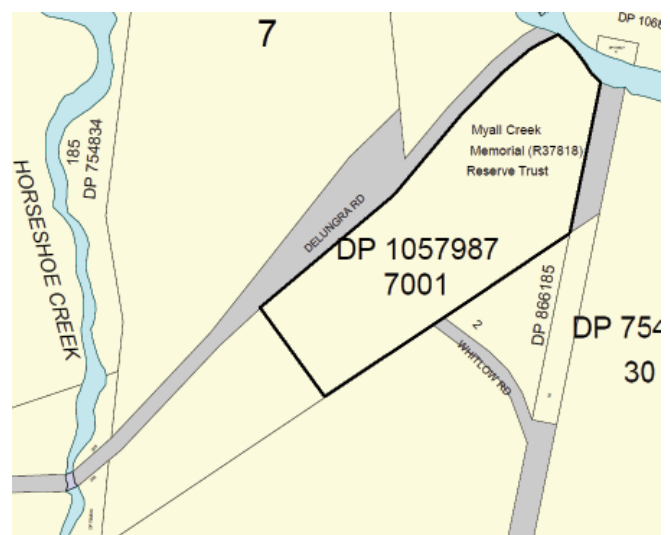 DP 1068
7
Myall Creek
Memorial (R37818)
Reserve Trust
185
DP 754834
HORSESHOE CREEK
DELUNGRA RD
DP 1057987
7001
2
DP 866185
WHITLOW RD
DP 754
30